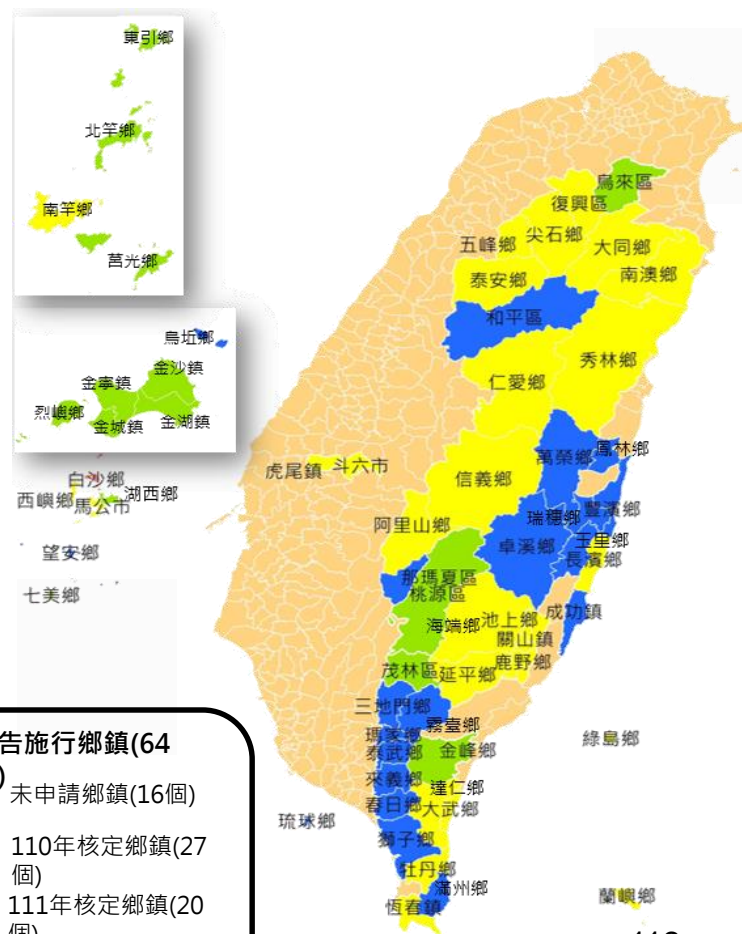 東引鄉
北竿鄉
南竿鄉
莒光鄉
烏坵鄉
金沙鎮
金寧鎮
烈嶼鄉
金城鎮
金湖鎮
白沙鄉
西嶼鄉
馬公市
湖西鄉
望安鄉
七美鄉
烏來區
復興區
尖石鄉
五峰鄉
大同鄉
南澳鄉
泰安鄉
和平區
秀林鄉
仁愛鄉
鳳林鄉
萬榮鄉
虎尾鎮
斗六市
信義鄉
豐濱鄉
瑞穗鄉
阿里山鄉
玉里鄉
卓溪鄉
長濱鄉
那瑪夏區
桃源區
成功鎮
海端鄉
池上鄉
關山鎮
鹿野鄉
茂林區
延平鄉
三地門鄉
霧臺鄉
瑪家鄉
泰武鄉
金峰鄉
綠島鄉
來義鄉
達仁鄉
春日鄉
大武鄉
琉球鄉
獅子鄉
牡丹鄉
滿州鄉
恆春鎮
蘭嶼鄉
告施行鄉鎮(64
)
未申請鄉鎮(16個)
110年核定鄉鎮(27
個)
111年核定鄉鎮(20
個)